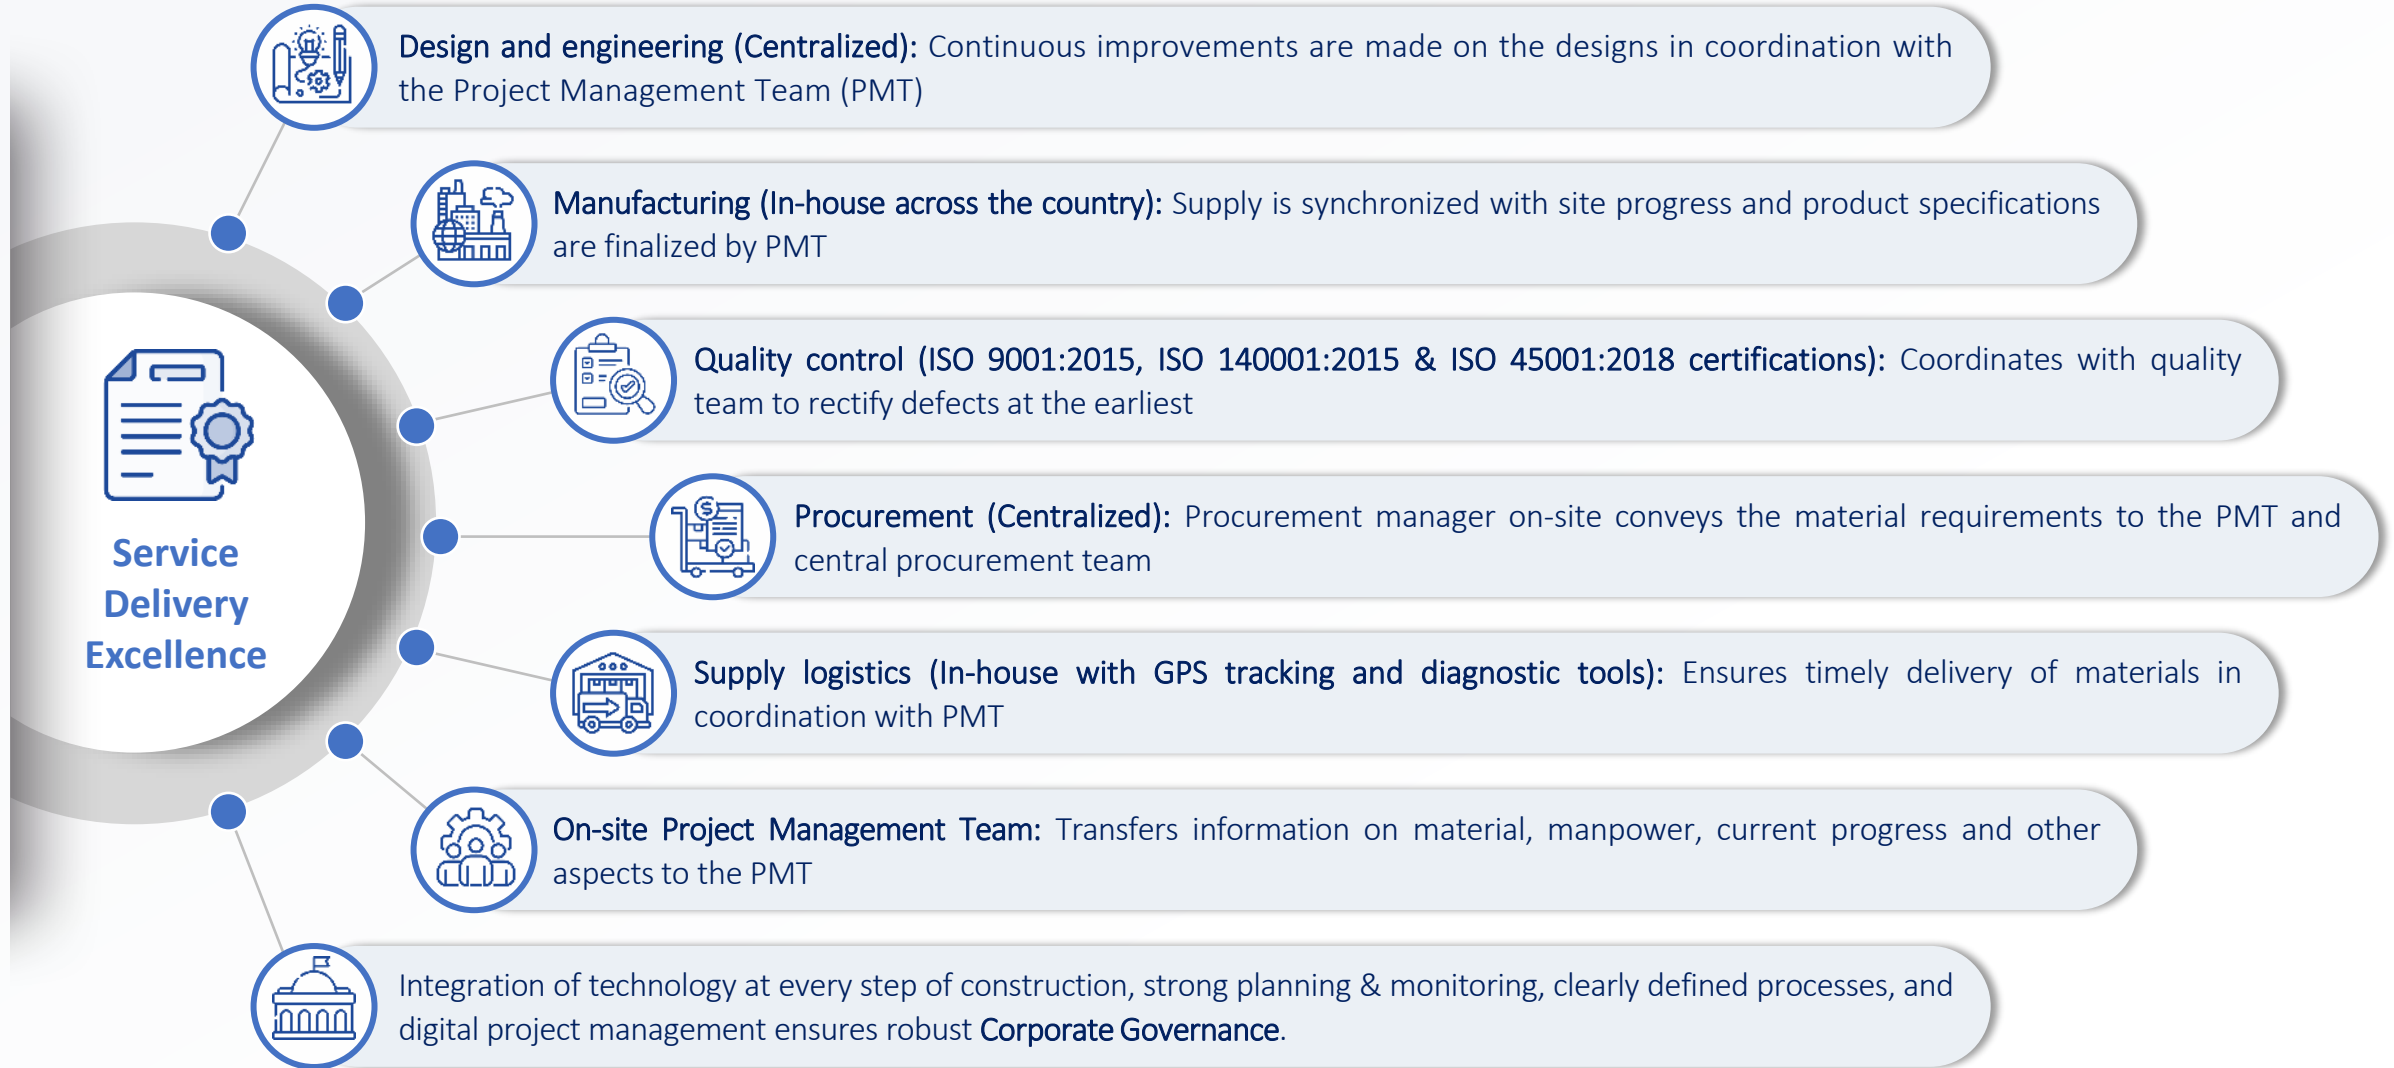 Design and engineering (Centralized): Continuous improvements are made on the designs in coordination with
the Project Management Team (PMT)
Manufacturing (In-house across the country): Supply is synchronized with site progress and product specifications
are finalized by PMT
Quality control (ISO 9001:2015, ISO 140001:2015 & ISO 45001:2018 certifications): Coordinates with quality
team to rectify defects at the earliest
Service
Delivery
Excellence
Procurement (Centralized): Procurement manager on-site conveys the material requirements to the PMT and
central procurement team
Supply logistics (In-house with GPS tracking and diagnostic tools): Ensures timely delivery of materials in
coordination with PMT
On-site Project Management Team: Transfers information on material, manpower, current progress and other
aspects to the PMT
Integration of technology at every step of construction, strong planning & monitoring, clearly defined processes, and
digital project management ensures robust Corporate Governance.